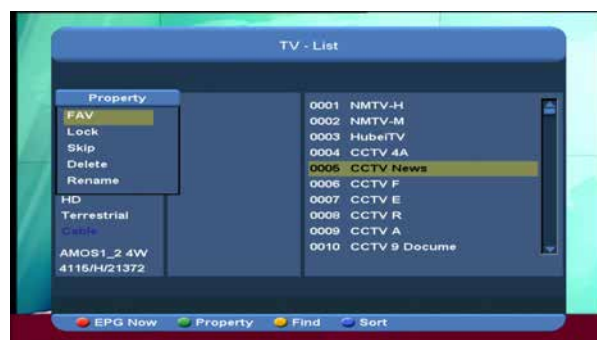 TV - List
Property
FAV
Lock
Skip
Delete
Rename
HD
Terrestrial
Cable
AMOS1_2 4W
4115/H/21372
0001 NMTV-H
0002 NMTV-M
0003 HubeiTV
0004 CCTV 4A
0005 CCTV News
0006 CCTV F
0007 CCTV E
0008 CCTV R
0009 CCTV A
0010 CCTV 9 Docume
EPG Now Property Find Sort